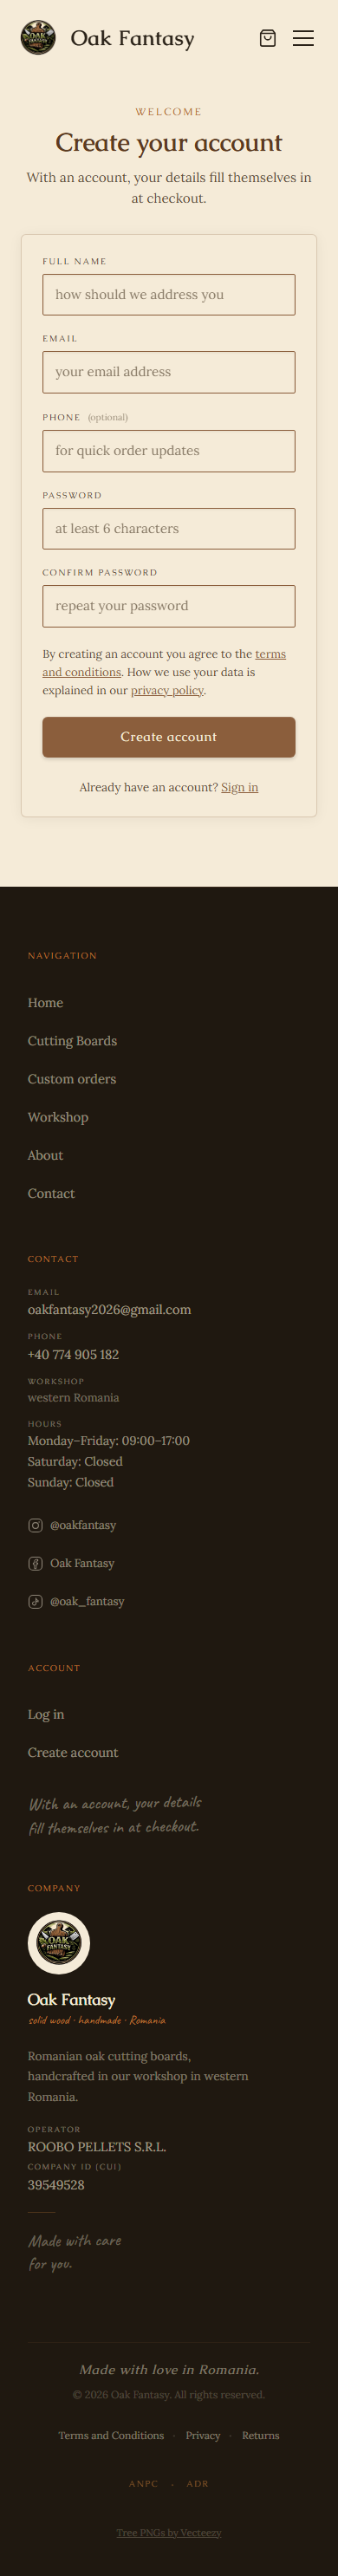 Oak Fantasy
WELCOME
Create your account
With an account, your details fill themselves in
at checkout.
FULL NAME
how should we address you
EMAIL
your email address
PHONE (optional)
for quick order updates
PASSWORD
at least 6 characters
CONFIRM PASSWORD
repeat your password
By creating an account you agree to the terms
and conditions. How we use your data is
explained in our privacy policy.
Create account
Already have an account? Sign in
NAVIGATION
Home
Cutting Boards
Custom orders
Workshop
About
Contact
CONTACT
EMAIL
oakfantasy2026@gmail.com
PHONE
+40 774 905 182
WORKSHOP
western Romania
HOURS
Monday–Friday: 09:00–17:00
Saturday: Closed
Sunday: Closed
@oakfantasy
Oak Fantasy
@oak_fantasy
ACCOUNT
Log in
Create account
With an account, your details
fill themselves in at checkout.
COMPANY
OAK
FANTASY
Oak Fantasy
solid wood · handmade · Romania
Romanian oak cutting boards,
handcrafted in our workshop in western
Romania.
OPERATOR
ROOBO PELLETS S.R.L.
COMPANY ID (CUI)
39549528
Made with care
for you.
Made with love in Romania.
© 2026 Oak Fantasy. All rights reserved.
Terms and Conditions · Privacy · Returns
ANPC · ADR
Tree PNGs by Vecteezy